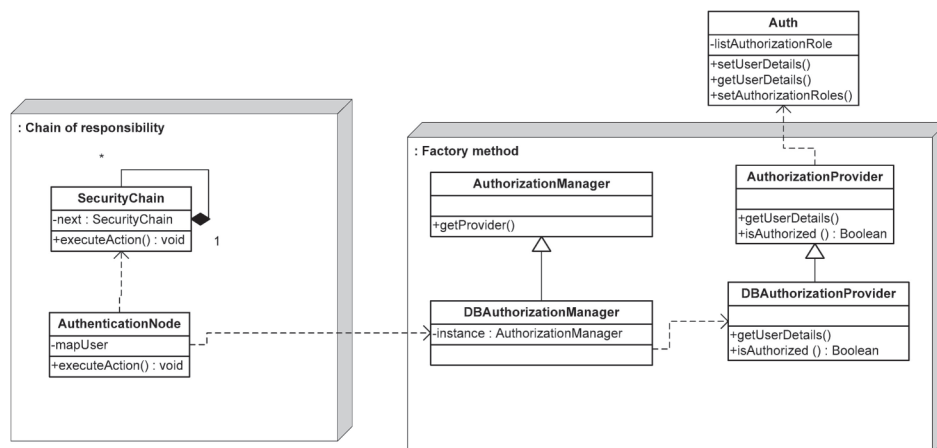 Auth
-listAuthorizationRole
+setUserDetails()
+getUserDetails()
+setAuthorizationRoles()
: Chain of responsibility
*
SecurityChain
-next : SecurityChain
+executeAction() : void
1
AuthenticationNode
-mapUser
+executeAction() : void
: Factory method
AuthorizationManager
+getProvider()
AuthorizationProvider
+getUserDetails()
+isAuthorized () : Boolean
DBAuthorizationManager
-instance : AuthorizationManager
DBAuthorizationProvider
+getUserDetails()
+isAuthorized () : Boolean